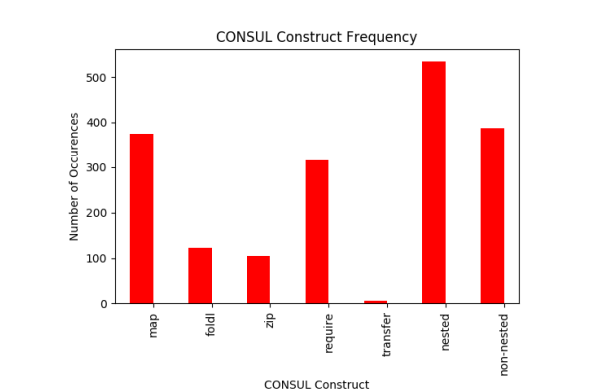 CONSUL Construct Frequency
Number of Occurences
500
400
300
200
100
0
map
foldl
zip
require
transfer
nested
non-nested
CONSUL Construct